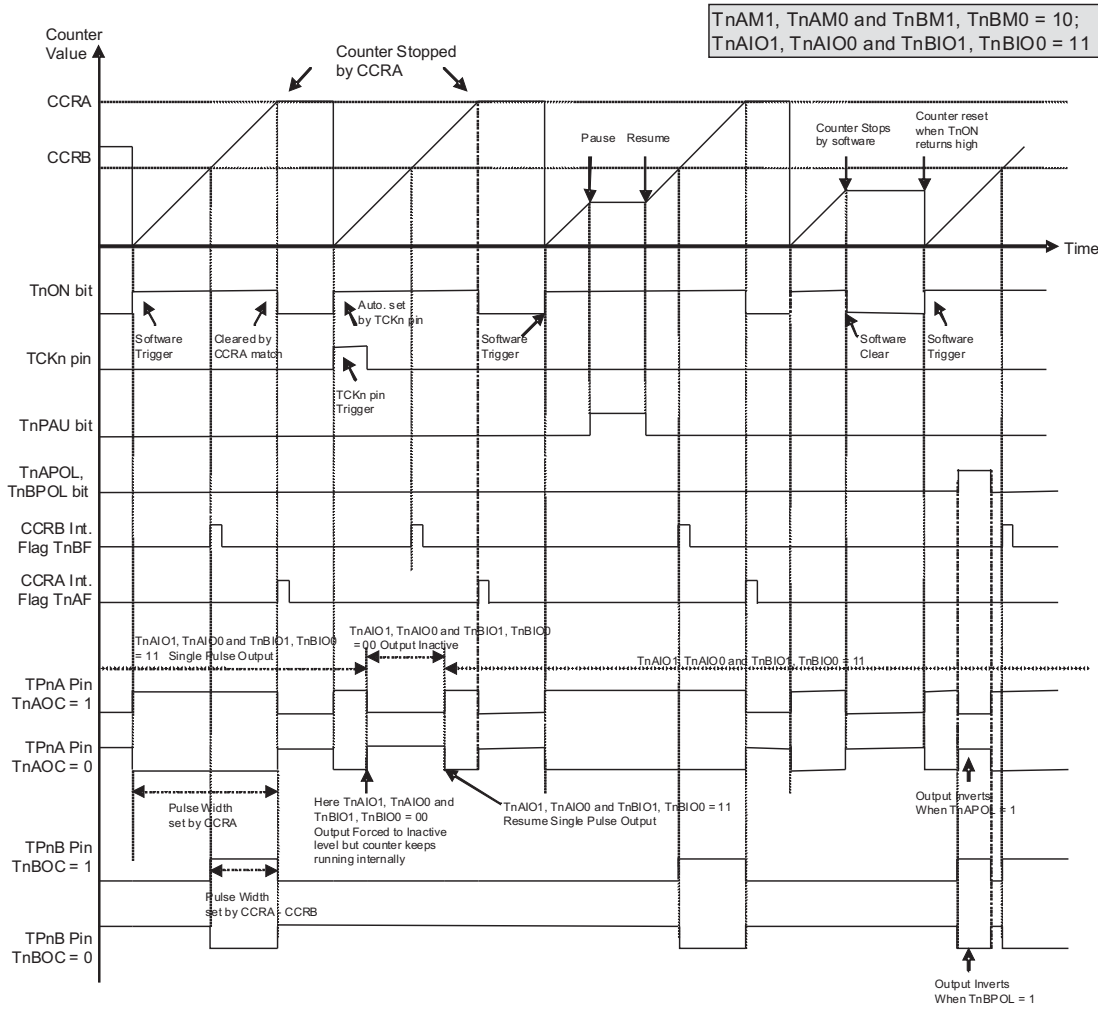 TnAM1, TnAM0 and TnBM1, TnBM0 = 10;
TnAIO1, TnAIO0 and TnBIO1, TnBIO0 = 11
Counter
Value
Counter Stopped
by CCRA
CCRA
CCRB
Pause
Resume
Counter Stops
by software
Counter reset
when TnON
returns high
Time
TnON bit
Software
Trigger
Cleared by
CCRA match
Auto. set
by TCKn pin
Software
Trigger
Software
Clear
Software
Trigger
TCKn pin
TCKn pin
Trigger
TnPAU bit
TnAPOL,
TnBPOL bit
CCRB Int.
Flag TnBF
CCRA Int.
Flag TnAF
TnAIO1, TnAIO0 and TnBIO1, TnBIO0
= 11 Single Pulse Output
TnAIO1, TnAIO0 and TnBIO1, TnBIO0
= 00 Output Inactive
TnAIO1, TnAIO0 and TnBIO1, TnBIO0 = 11
TPnA Pin
TnAOC = 1
TPnA Pin
TnAOC = 0
Pulse Width
set by CCRA
Here TnAIO1, TnAIO0 and
TnBIO1, TnBIO0 = 00
Output Forced to Inactive
level but counter keeps
running internally
TnAIO1, TnAIO0 and TnBIO1, TnBIO0 = 11
Resume Single Pulse Output
Output Inverts
When TnAPOL = 1
TPnB Pin
TnBOC = 1
Pulse Width
set by CCRA - CCRB
TPnB Pin
TnBOC = 0
Output Inverts
When TnBPOL = 1